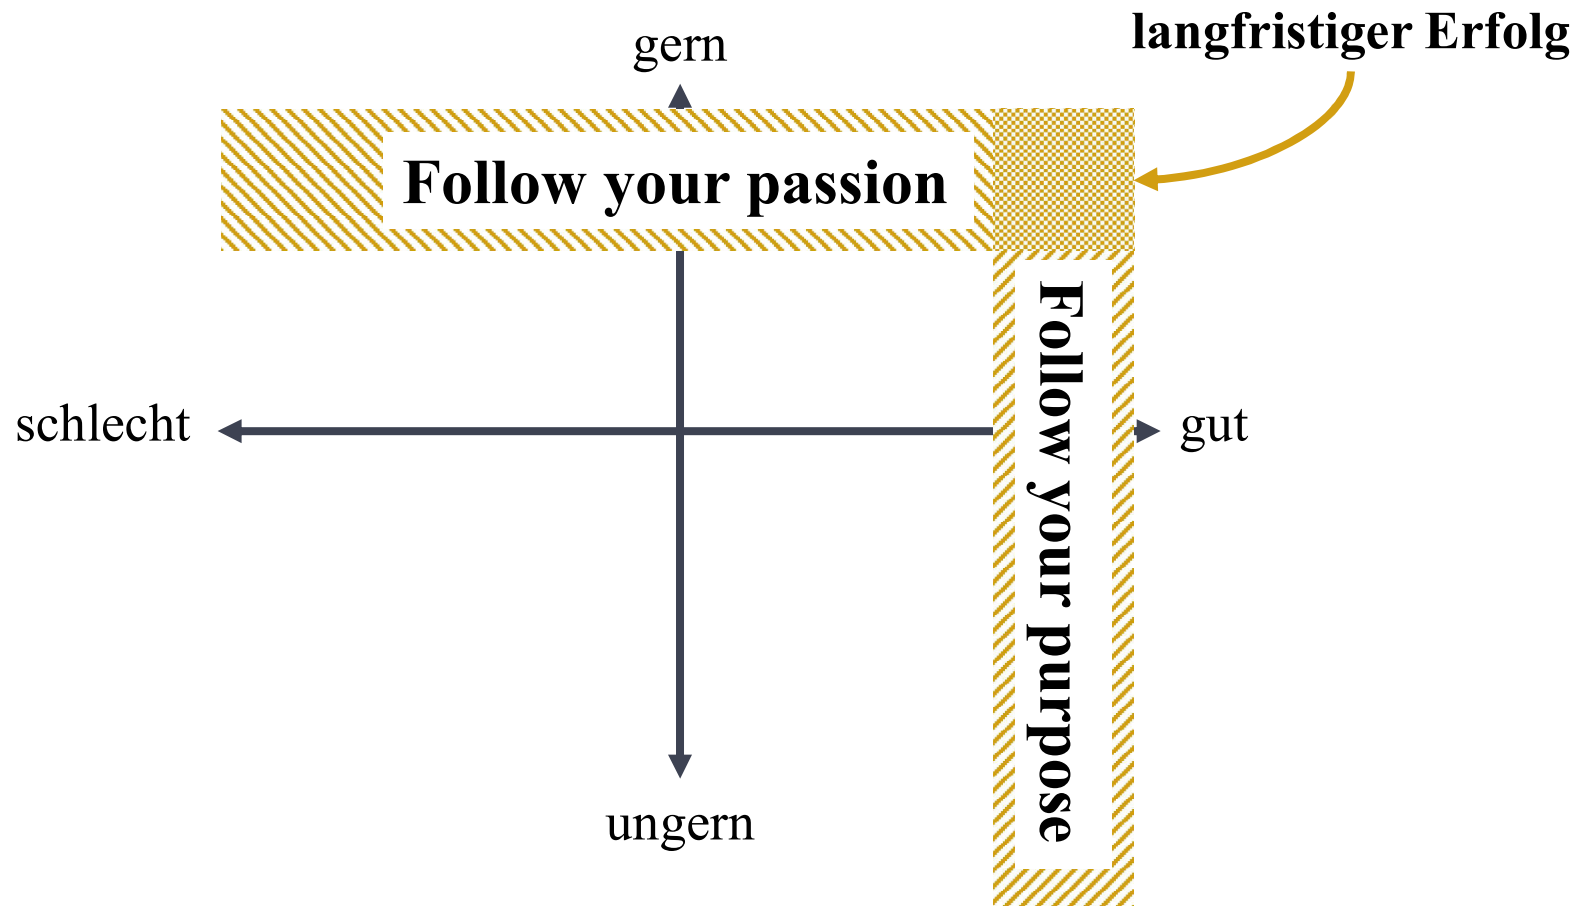 langfristiger Erfolg
gern
Follow your passion
Follow your purpose
schlecht
gut
ungern